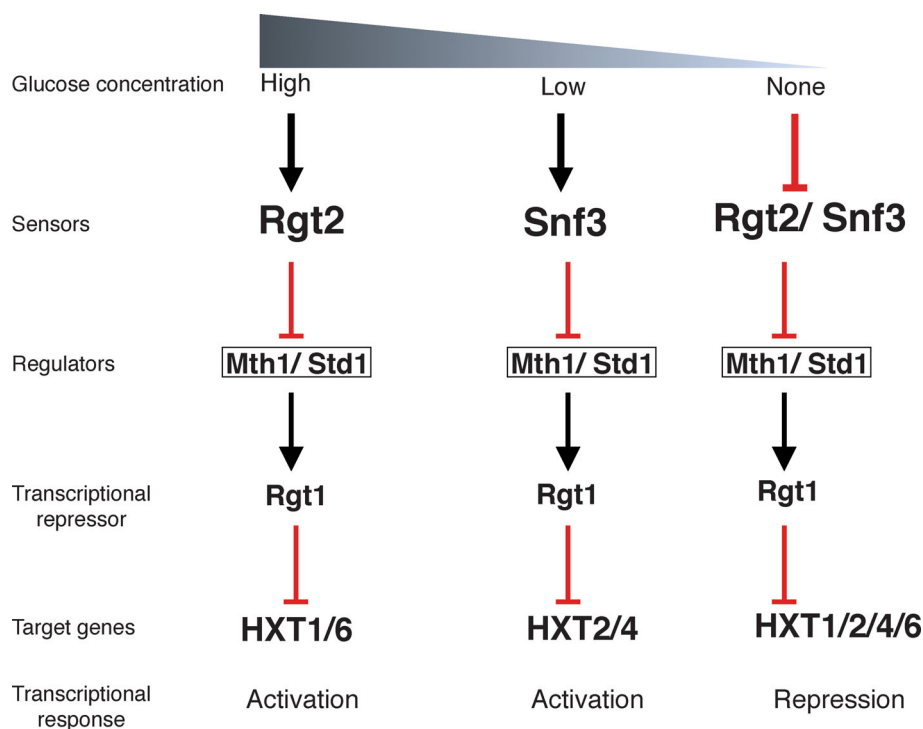 Glucose concentration High Low None
Sensors Rgt2 Snf3 Rgt2/ Snf3
Regulators Mth1/ Std1 Mth1/ Std1 Mth1/ Std1
Transcriptional
repressor Rgt1 Rgt1 Rgt1
Target genes HXT1/6 HXT2/4 HXT1/2/4/6
Transcriptional
response Activation Activation Repression